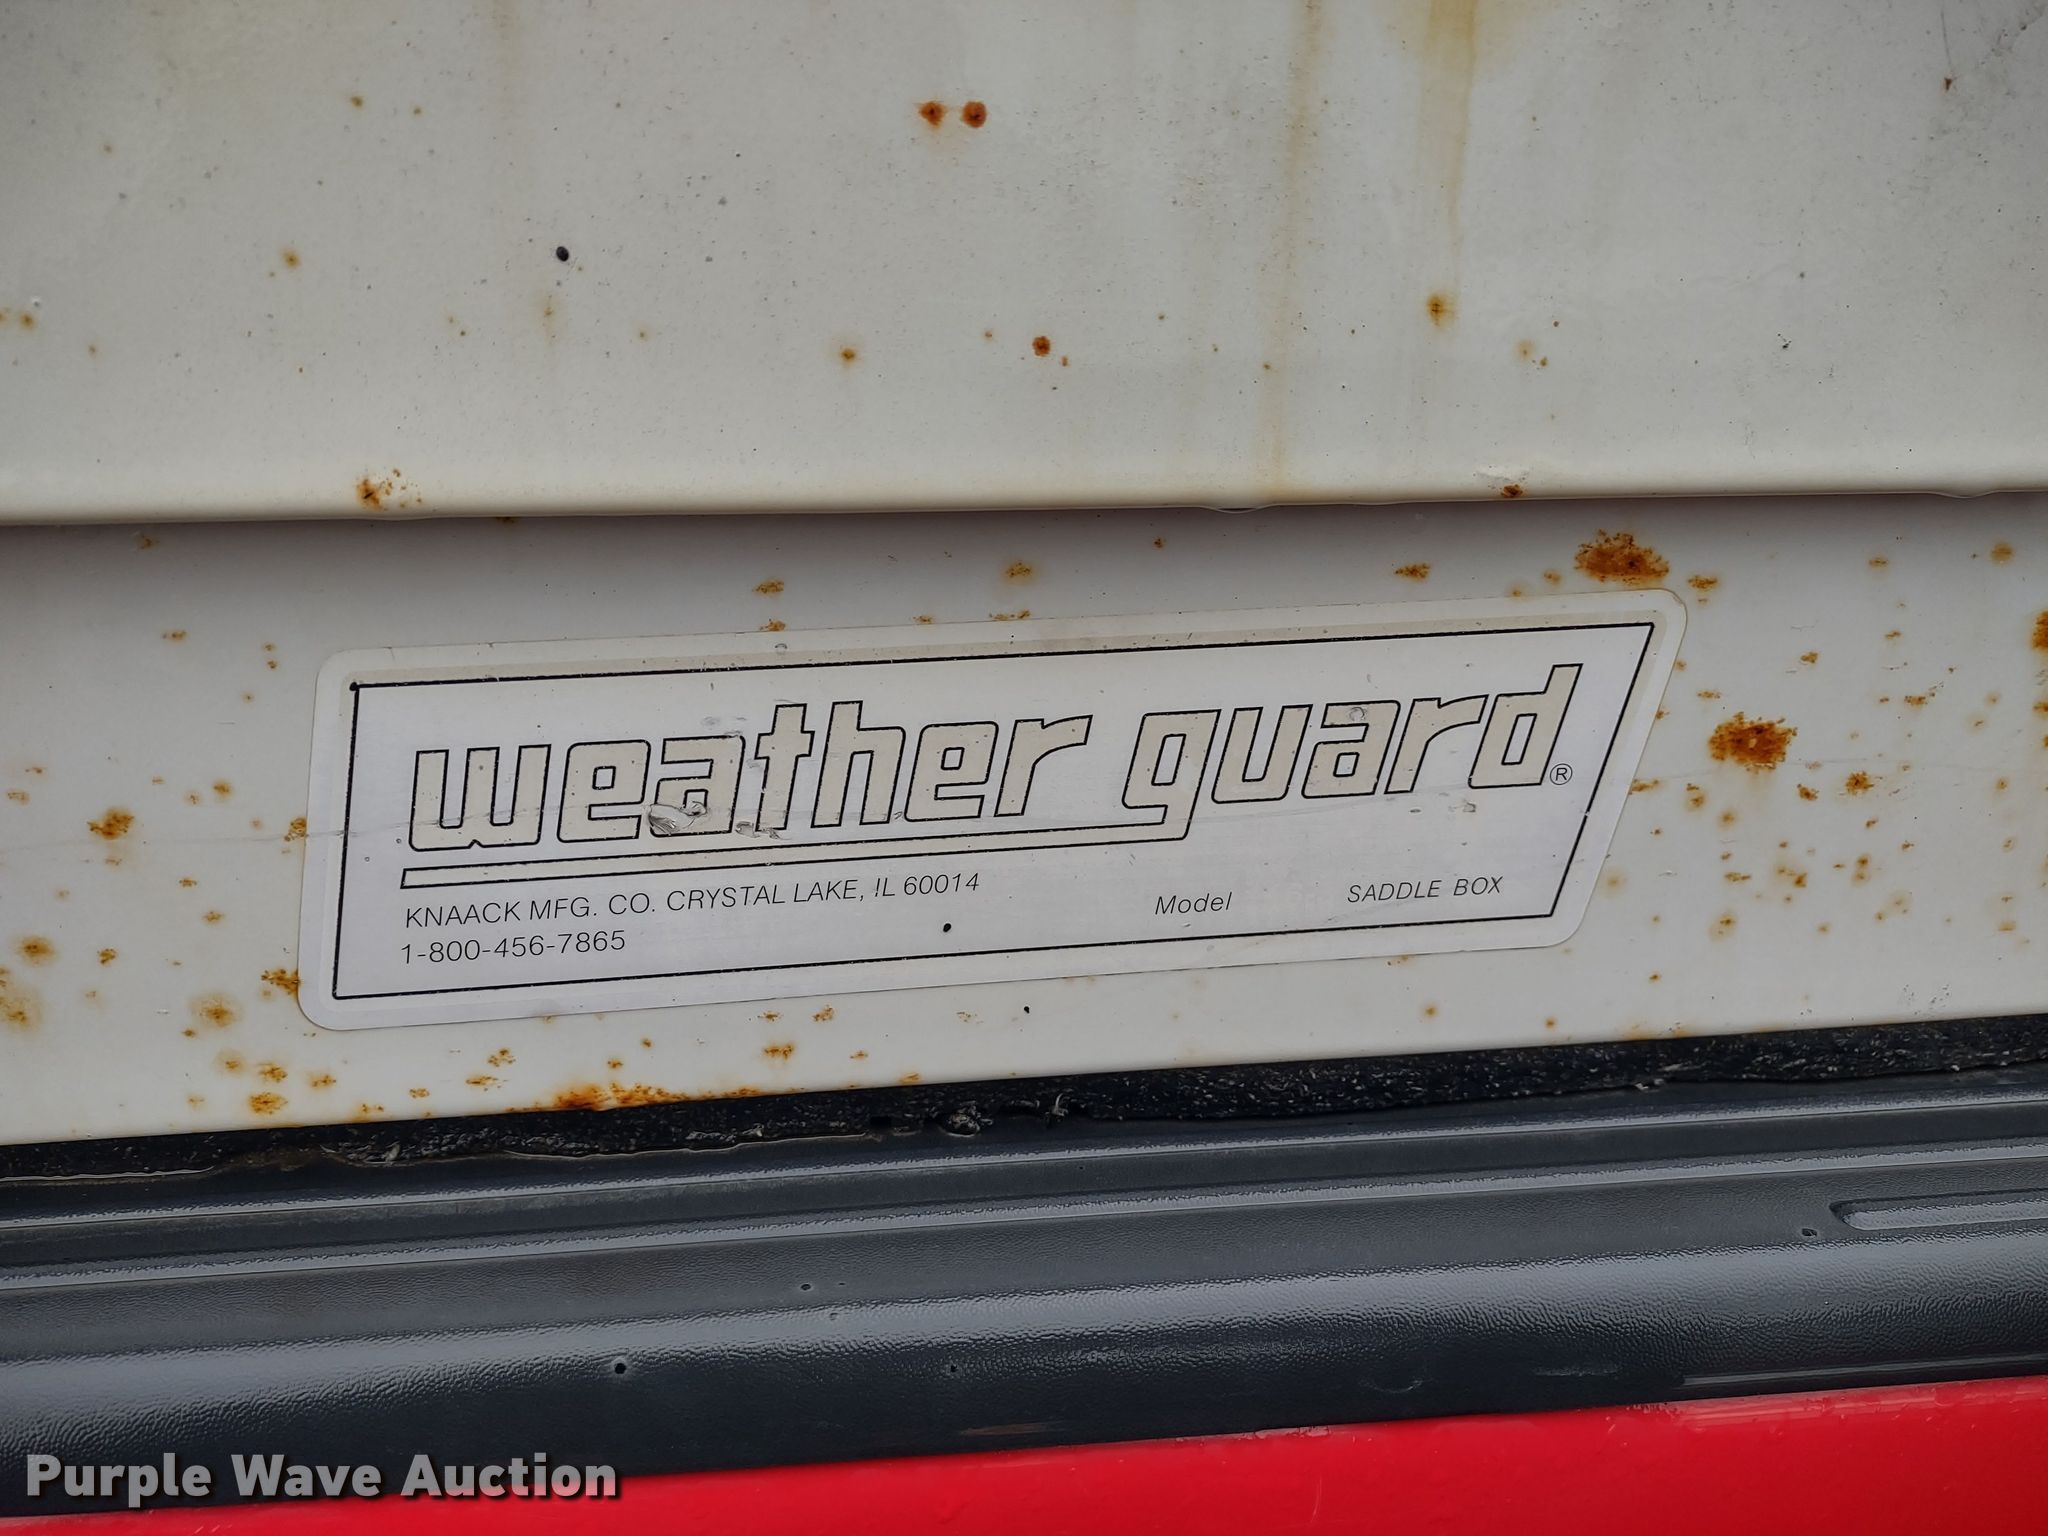 weather guard®
KNAACK MFG. CO. CRYSTAL LAKE, IL 60014
1-800-456-7865
Model SADDLE BOX
Purple Wave Auction